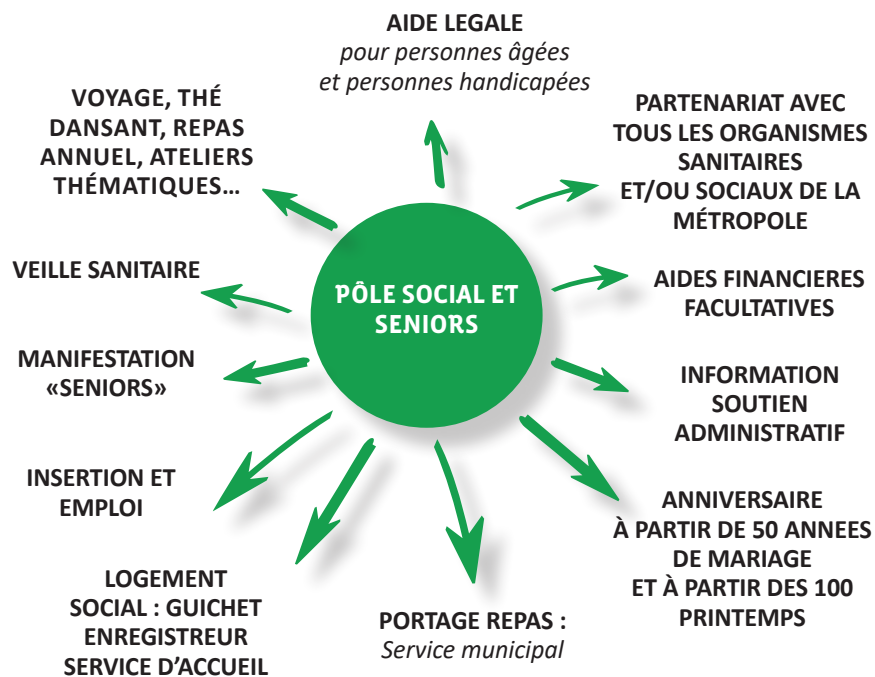 AIDE LEGALE
pour personnes âgées
et personnes handicapées
PARTENARIAT AVEC
TOUS LES ORGANISMES
SANITAIRES
ET/OU SOCIAUX DE LA
MÉTROPOLE
AIDES FINANCIERES
FACULTATIVES
INFORMATION
SOUTIEN
ADMINISTRATIF
ANNIVERSAIRE
À PARTIR DE 50 ANNEES
DE MARIAGE
ET À PARTIR DES 100
PRINTEMPS
PORTAGE REPAS :
Service municipal
LOGEMENT
SOCIAL : GUICHET
ENREGISTREUR
SERVICE D’ACCUEIL
INSERTION ET
EMPLOI
MANIFESTATION
«SENIORS»
VEILLE SANITAIRE
VOYAGE, THÉ
DANSANT, REPAS
ANNUEL, ATELIERS
THÉMATIQUES…
PÔLE SOCIAL ET
SENIORS